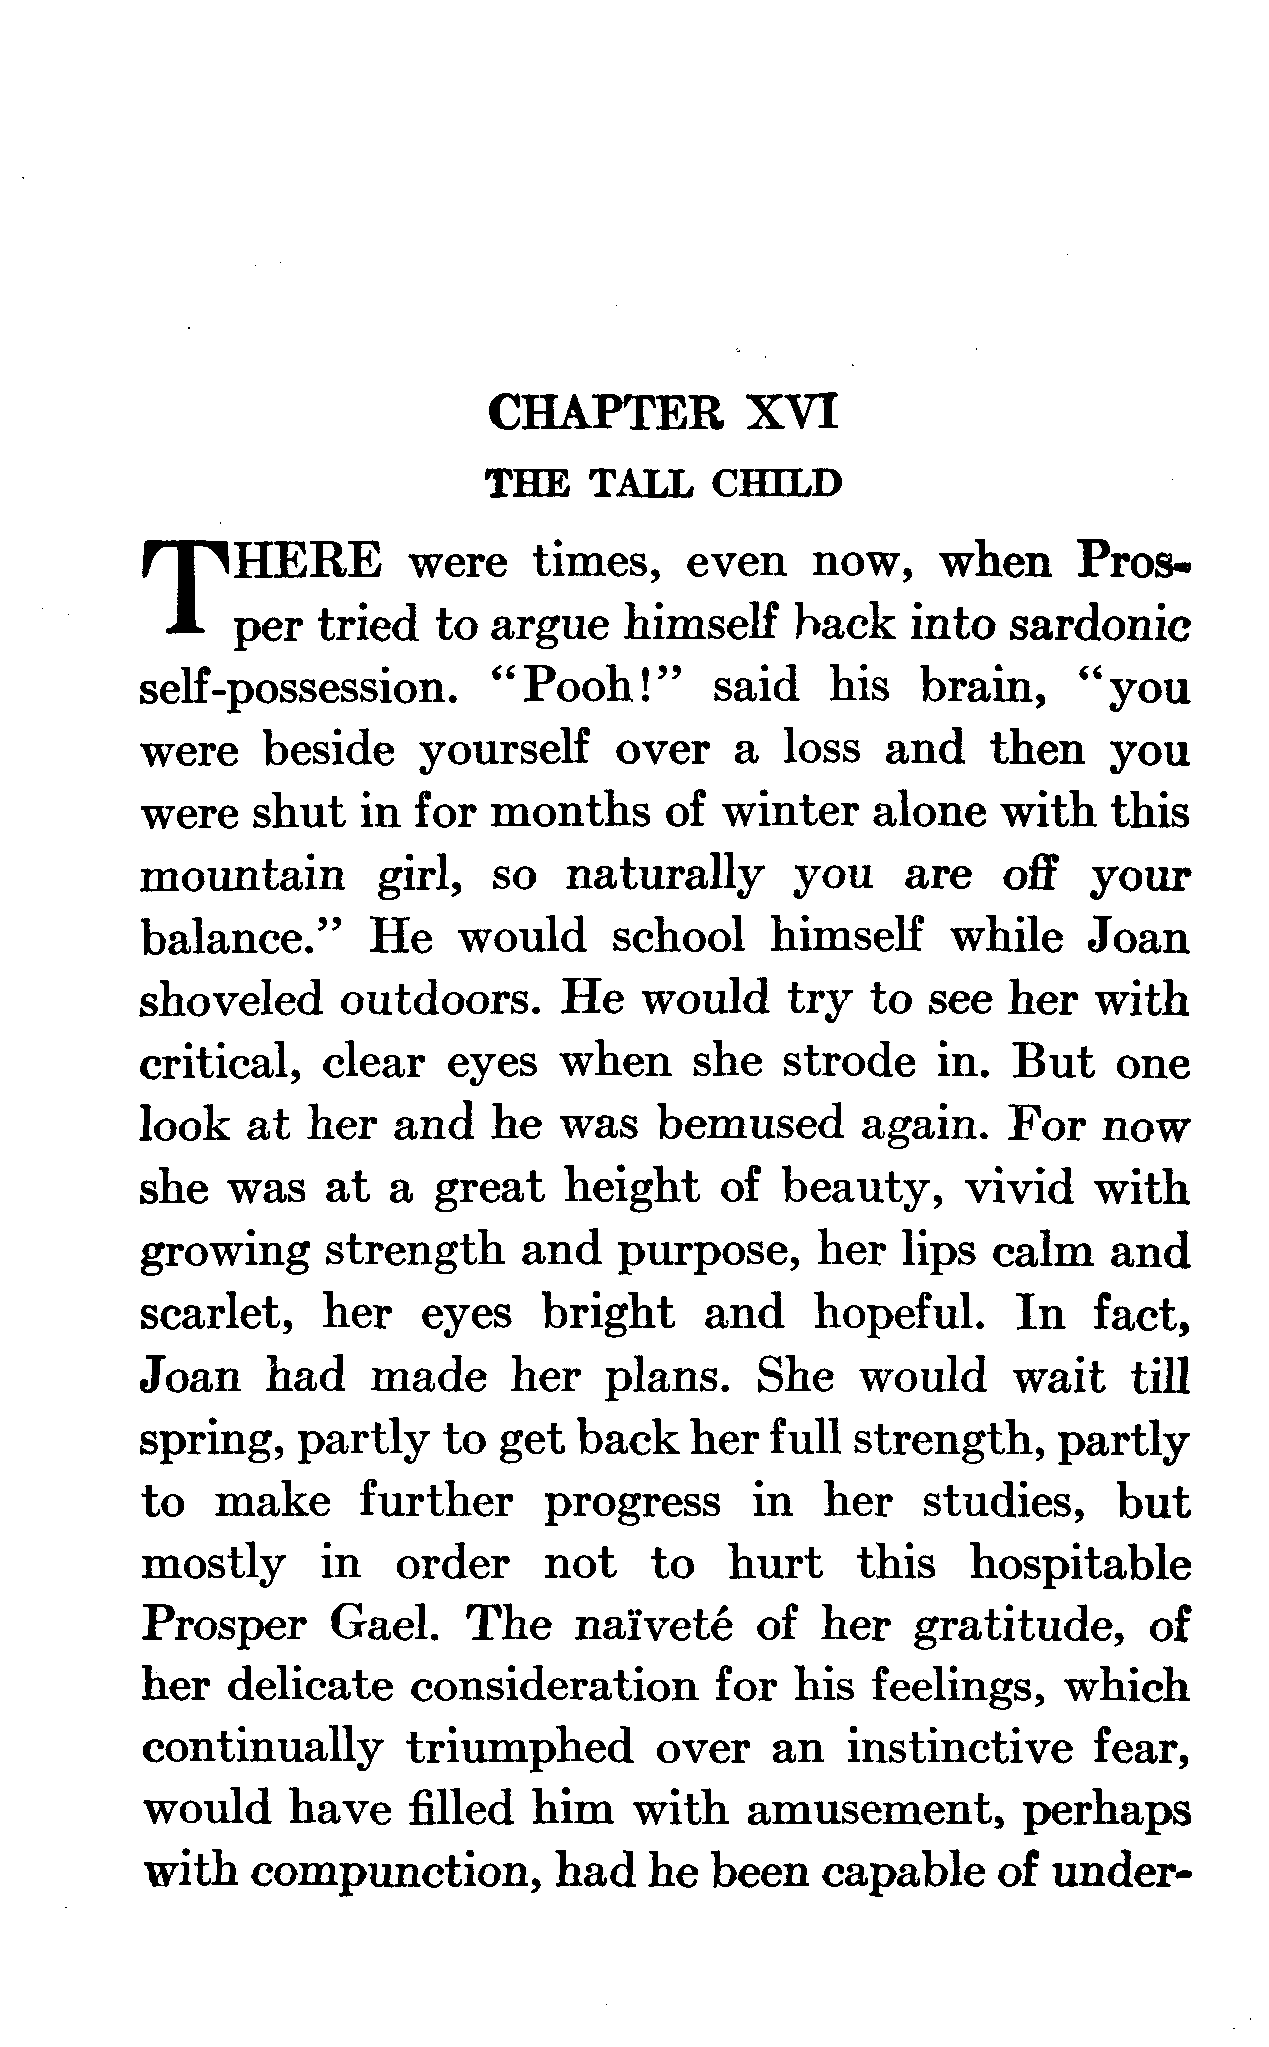 CHAPTER XVI
THE TALL CHILD
THERE were times, even now, when Pros-
per tried to argue himself back into sardonic
self-possession. "Pooh!" said his brain, "you
were beside yourself over a loss and then you
were shut in for months of winter alone with this
mountain girl, so naturally you are off your
balance." He would school himself while Joan
shoveled outdoors. He would try to see her with
critical, clear eyes when she strode in. But one
look at her and he was bemused again. For now
she was at a great height of beauty, vivid with
growing strength and purpose, her lips calm and
scarlet, her eyes bright and hopeful. In fact,
Joan had made her plans. She would wait till
spring, partly to get back her full strength, partly
to make further progress in her studies, but
mostly in order not to hurt this hospitable
Prosper Gael. The naïveté of her gratitude, of
her delicate consideration for his feelings, which
continually triumphed over an instinctive fear,
would have filled him with amusement, perhaps
with compunction, had he been capable of under-